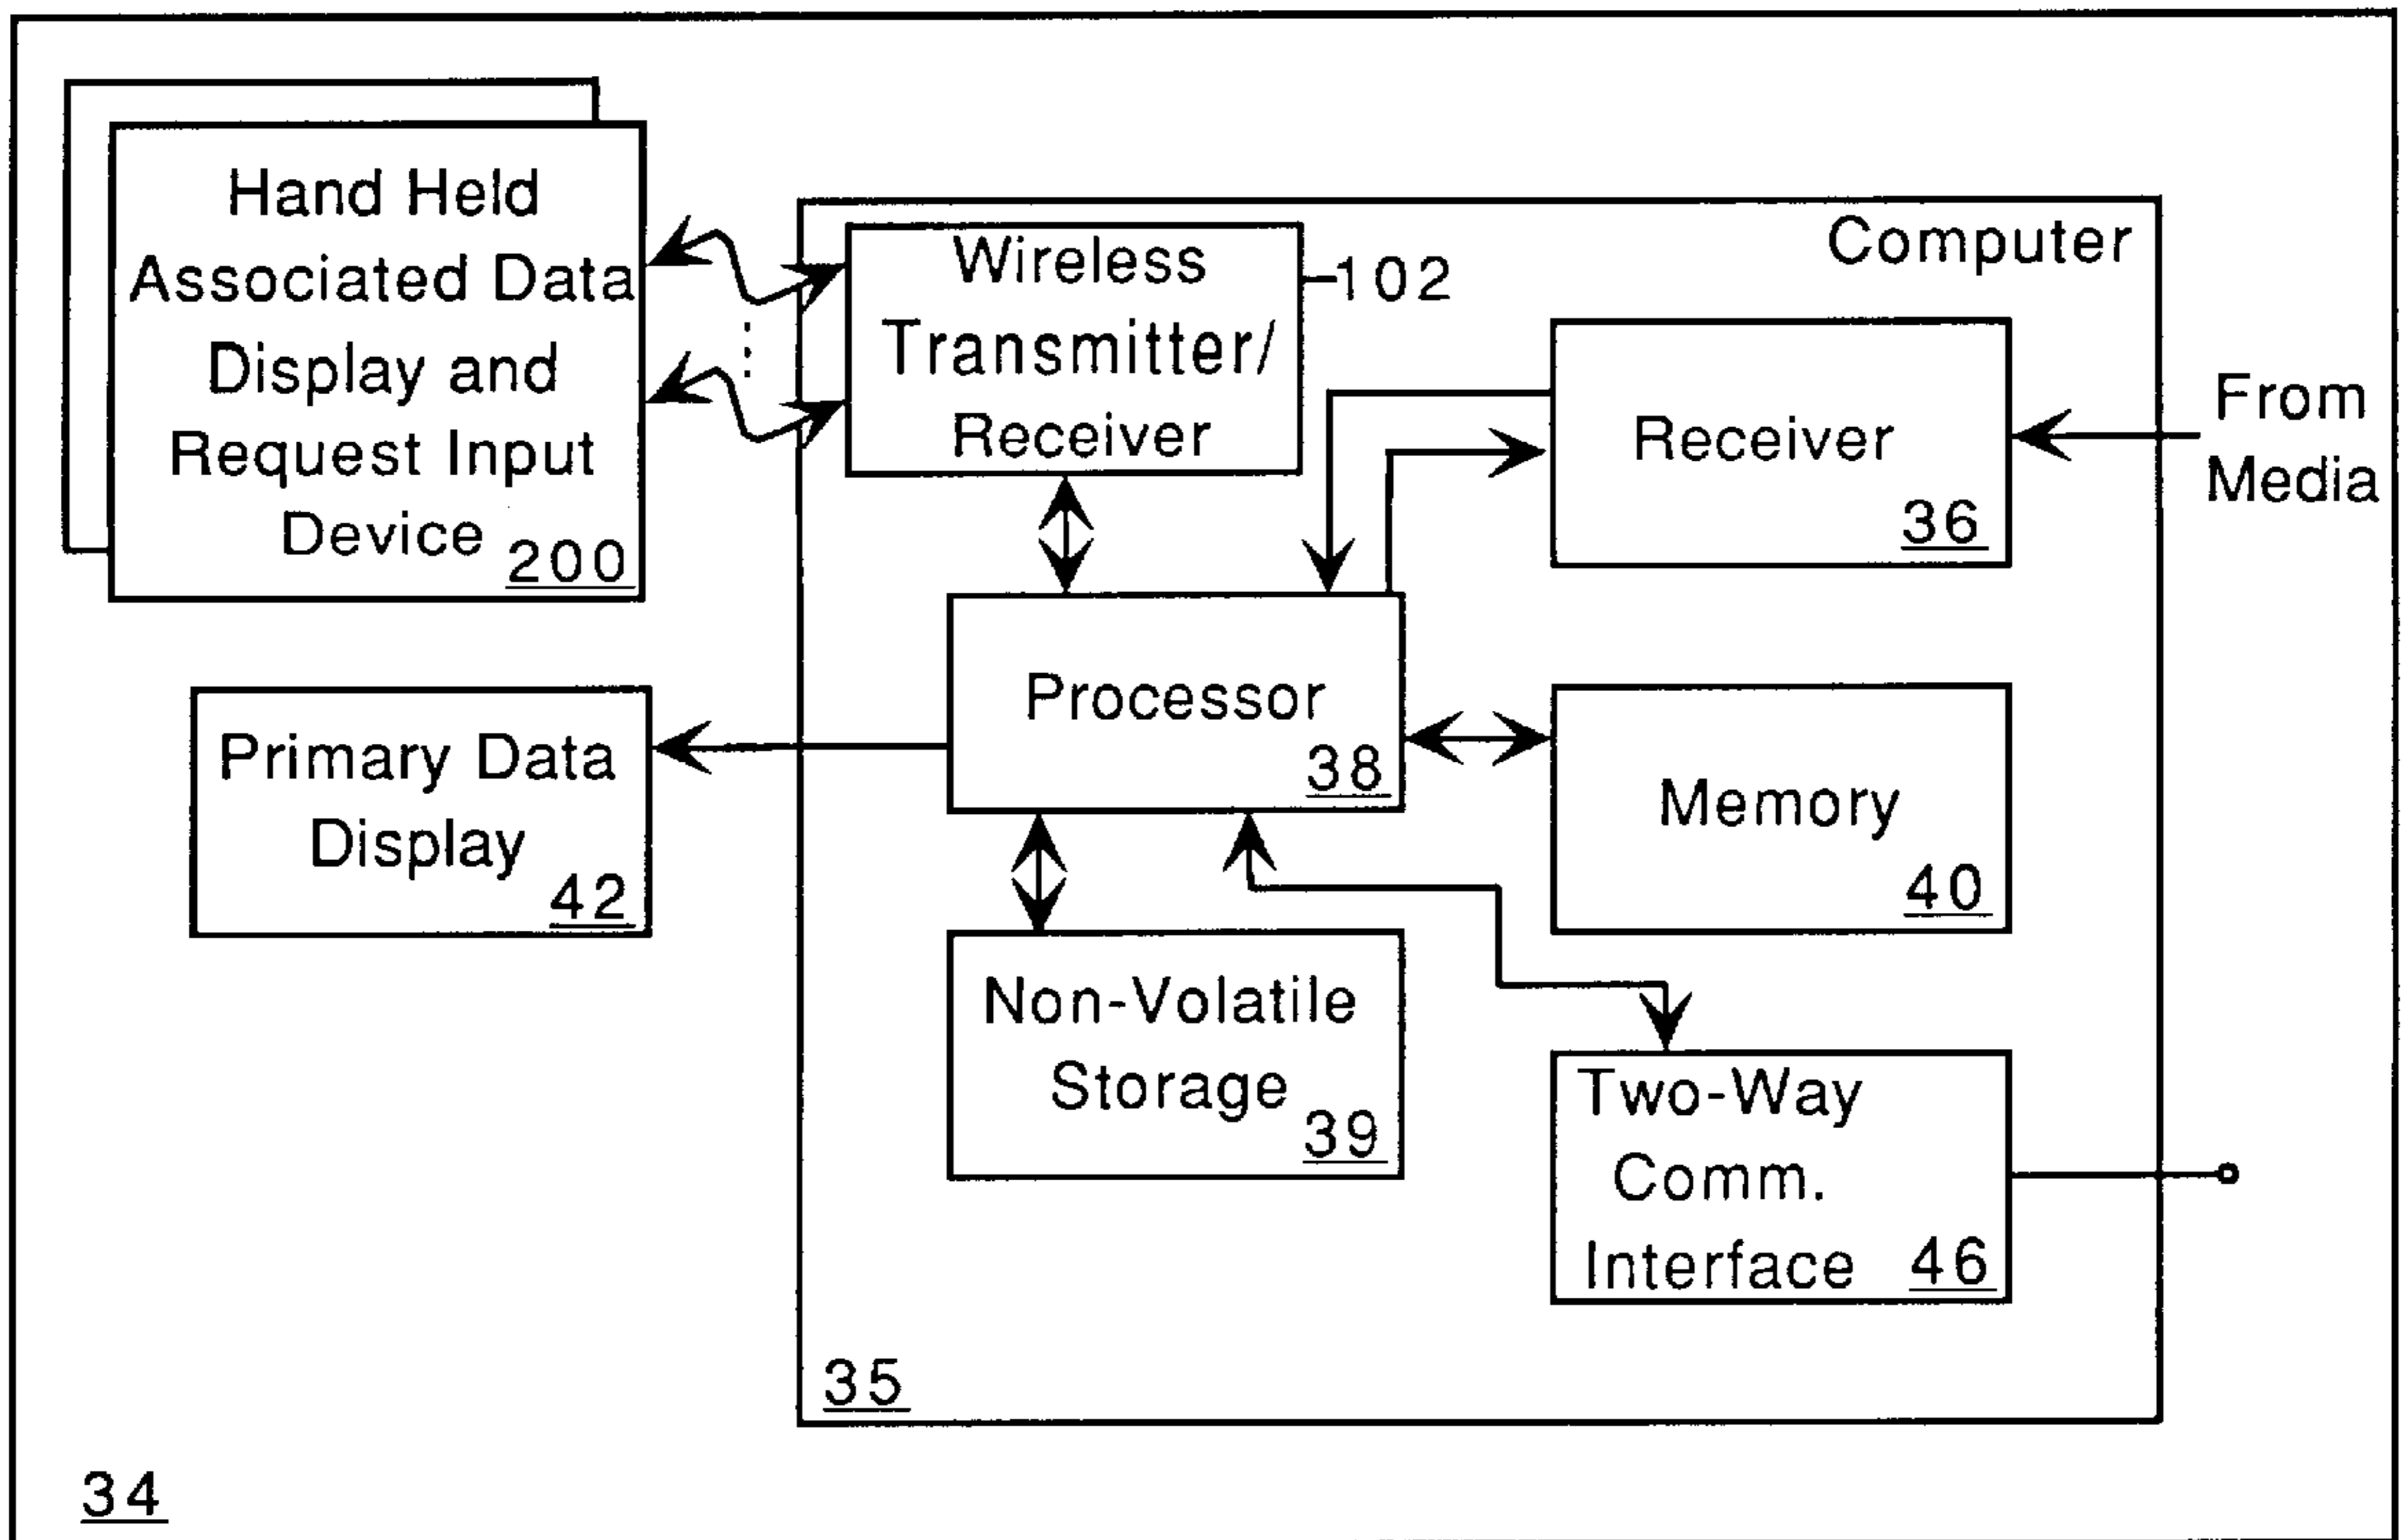 Hand Held
Associated Data
Display and
Request Input
Device 200
Computer
Wireless
Transmitter/
Receiver
102
Receiver
36
From
Media
Processor
38
Primary Data
Display
42
Memory
40
Non-Volatile
Storage
39
Two-Way
Comm.
Interface 46
35
34